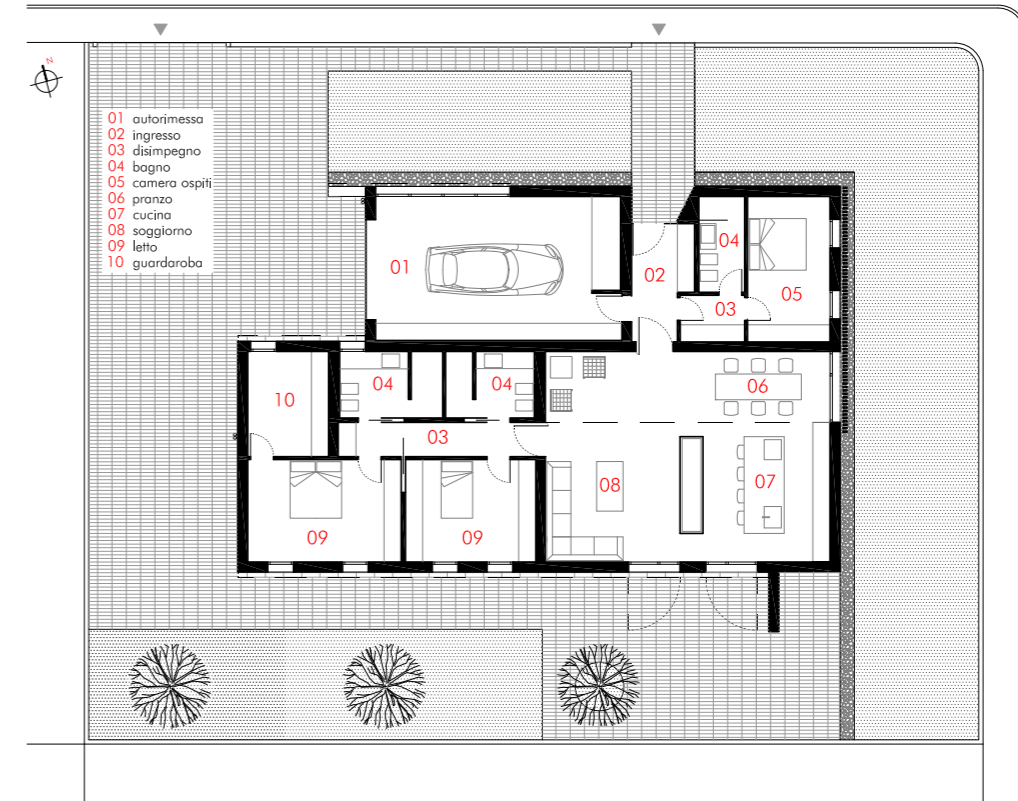 N
01 autorimessa
02 ingresso
03 disimpegno
04 bagno
05 camera ospiti
06 pranzo
07 cucina
08 soggiorno
09 letto
10 guardaroba
04
01
02
05
03
04
04
06
10
03
08
07
09
09